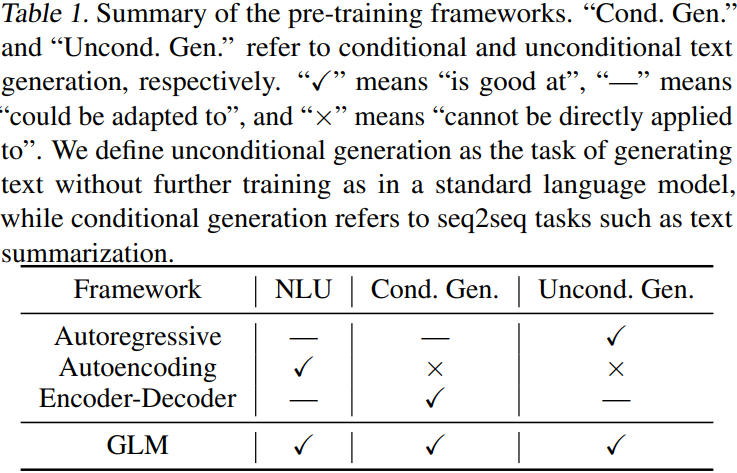 Table 1. Summary of the pre-training frameworks. “Cond. Gen.”
and “Uncond. Gen.” refer to conditional and unconditional text
generation, respectively. “✓” means “is good at”, “—” means
“could be adapted to”, and “×” means “cannot be directly applied
to”. We define unconditional generation as the task of generating
text without further training as in a standard language model,
while conditional generation refers to seq2seq tasks such as text
summarization.
Framework | NLU | Cond. Gen. | Uncond. Gen.
Autoregressive | — | — | ✓
Autoencoding | ✓ | × | ×
Encoder-Decoder | — | ✓ | —
GLM | ✓ | ✓ | ✓